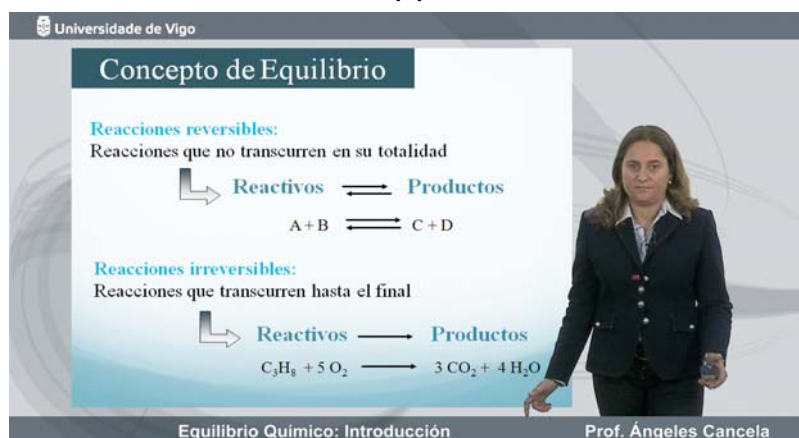 Universidade de Vigo
Concepto de Equilibrio
Reacciones reversibles:
Reacciones que no transcurren en su totalidad
Reactivos ⇌ Productos
A + B ⇌ C + D
Reacciones irreversibles:
Reacciones que transcurren hasta el final
Reactivos → Productos
C₃H₈ + 5 O₂ → 3 CO₂ + 4 H₂O
Equilibrio Químico: Introducción Prof. Ángeles Cancela